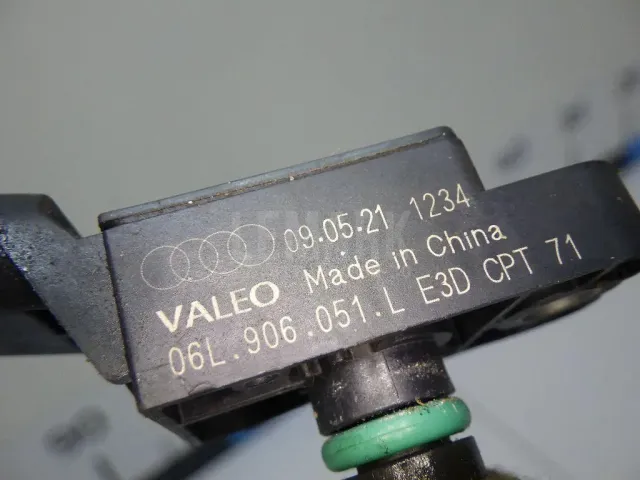 09.05.21 1234
Made in China
VALEO
06L.906.051.L E3D CPT 71